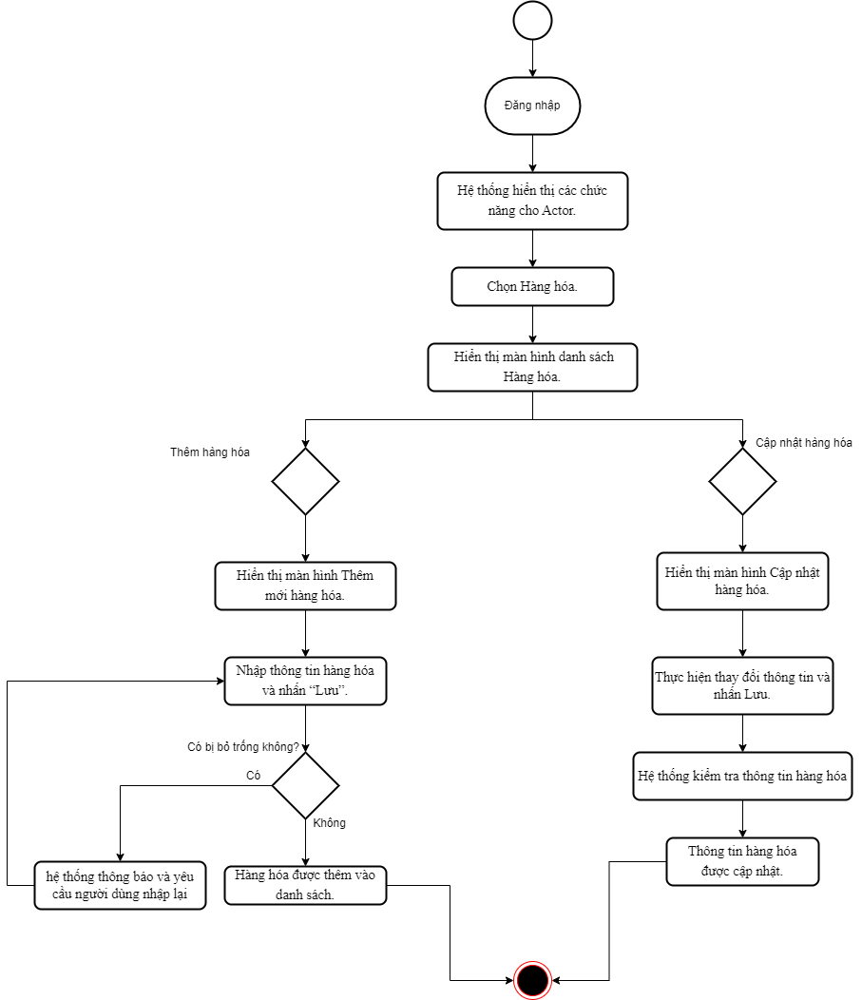 Đăng nhập
Hệ thống hiển thị các chức
năng cho Actor.
Chọn Hàng hóa.
Hiển thị màn hình danh sách
Hàng hóa.
Thêm hàng hóa
Cập nhật hàng hóa
Hiển thị màn hình Thêm
mới hàng hóa.
Hiển thị màn hình Cập nhật
hàng hóa.
Nhập thông tin hàng hóa
và nhấn “Lưu”.
Thực hiện thay đổi thông tin và
nhấn Lưu.
Có bị bỏ trống không?
Có
Không
Hệ thống kiểm tra thông tin hàng hóa
hệ thống thông báo và yêu
cầu người dùng nhập lại
Hàng hóa được thêm vào
danh sách.
Thông tin hàng hóa
được cập nhật.